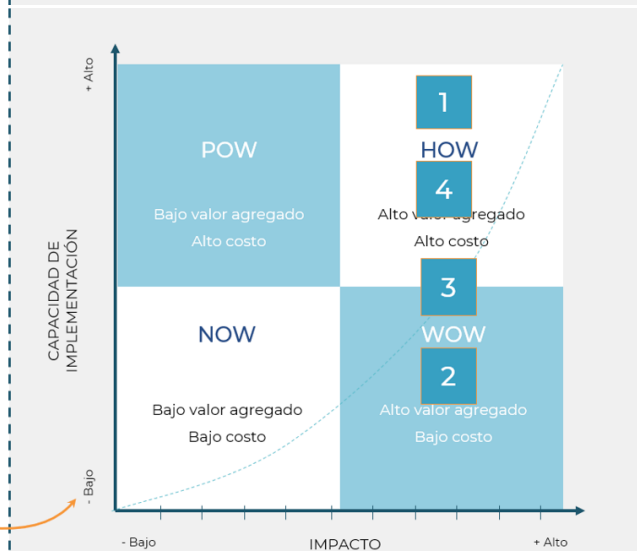 + Alto
CAPACIDAD DE
IMPLEMENTACIÓN
- Bajo
POW
Bajo valor agregado
Alto costo
1
HOW
4
Alto valor agregado
Alto costo
NOW
Bajo valor agregado
Bajo costo
3
WOW
2
Alto valor agregado
Bajo costo
- Bajo
IMPACTO
+ Alto